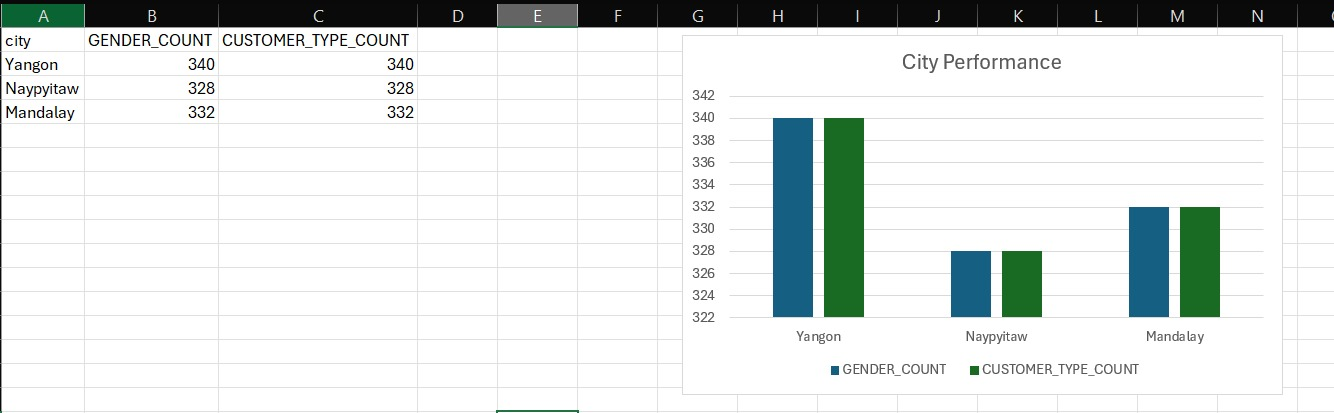 A B C D E F G H I J K L M N
city GENDER_COUNT CUSTOMER_TYPE_COUNT
Yangon 340 340
Naypyitaw 328 328
Mandalay 332 332
City Performance
342
340
338
336
334
332
330
328
326
324
322
Yangon Naypyitaw Mandalay
GENDER_COUNT CUSTOMER_TYPE_COUNT